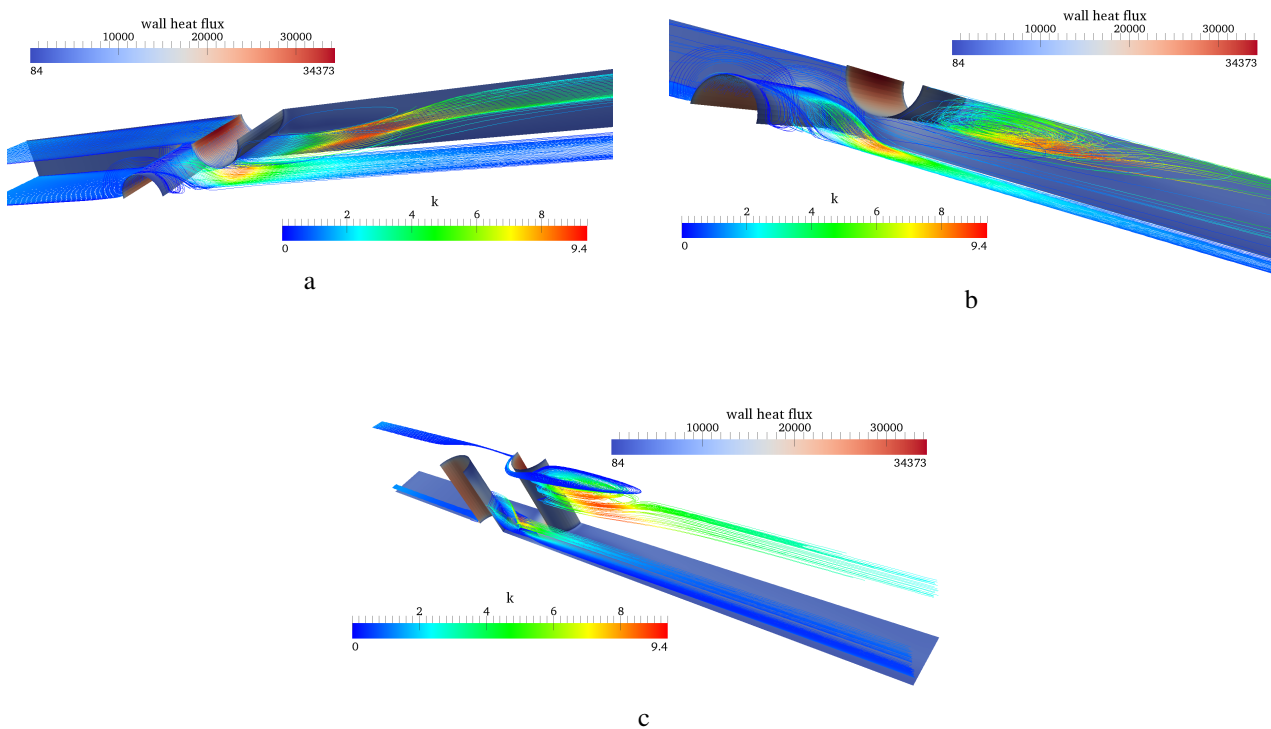 wall heat flux
10000 20000 30000
84 34373
k
2 4 6 8
0 9.4
a
wall heat flux
10000 20000 30000
84 34373
k
2 4 6 8
0 9.4
b
wall heat flux
10000 20000 30000
84 34373
k
2 4 6 8
0 9.4
c